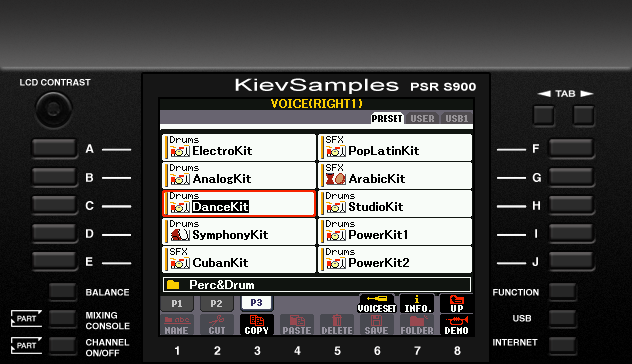 LCD CONTRAST
KievSamples PSR S900
TAB
VOICE(RIGHT1)
PRESET USER USB1
A
B
C
D
E
Drums
ElectroKit
Drums
AnalogKit
Drums
DanceKit
Drums
SymphonyKit
SFX
CubanKit
SFX
PopLatinKit
SFX
ArabicKit
Drums
StudioKit
Drums
PowerKit1
Drums
PowerKit2
F
G
H
I
J
Perc&Drum
P1 P2 P3
VOICESET INFO. UP
NAME CUT COPY PASTE DELETE SAVE FOLDER DEMO
1 2 3 4 5 6 7 8
BALANCE
PART
MIXING
CONSOLE
PART
CHANNEL
ON/OFF
FUNCTION
USB
INTERNET